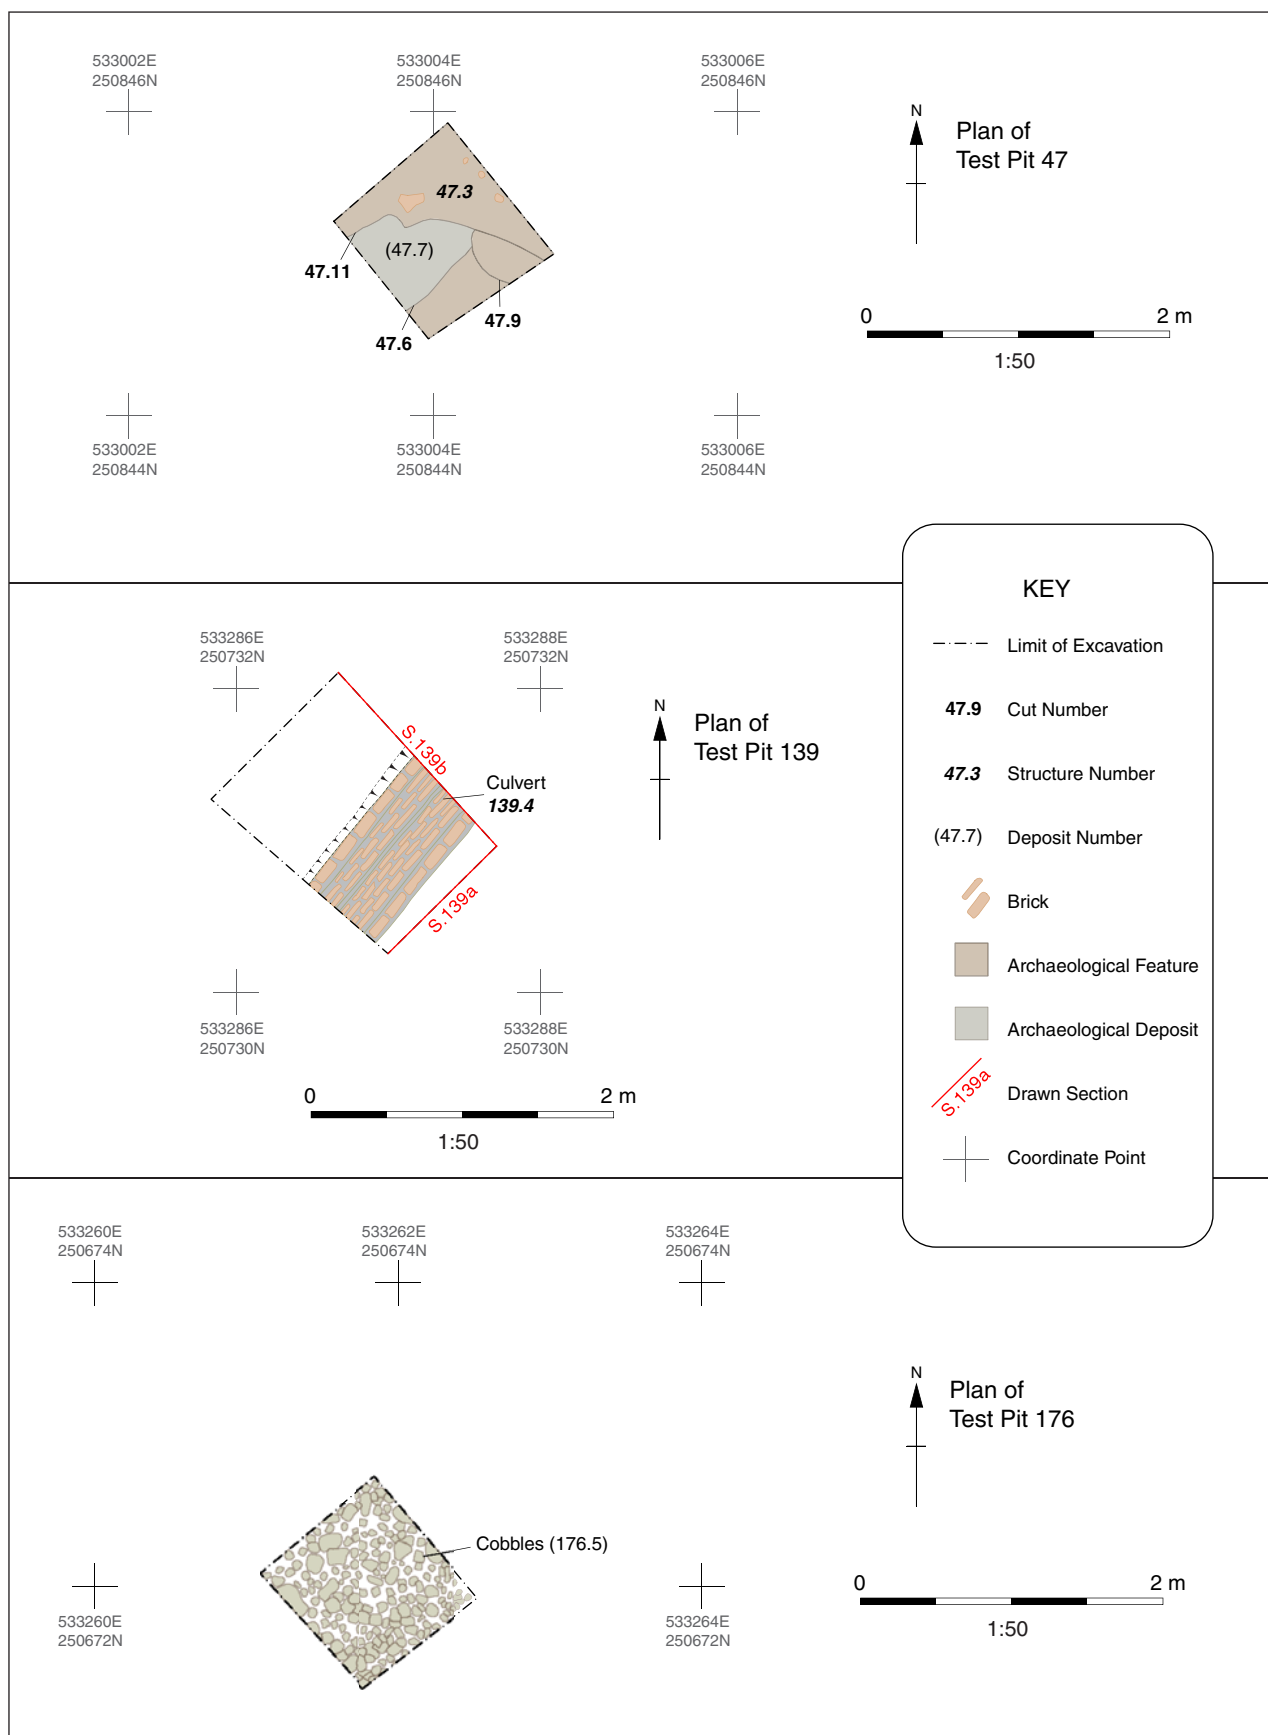 533002E
250846N
533004E
250846N
533006E
250846N
N
Plan of
Test Pit 47
47.3
(47.7)
47.11
47.9
47.6
0 2 m
1:50
533002E
250844N
533004E
250844N
533006E
250844N
533286E
250732N
533288E
250732N
N
Plan of
Test Pit 139
S.139b
Culvert
139.4
S.139a
533286E
250730N
533288E
250730N
0 2 m
1:50
KEY
Limit of Excavation
47.9 Cut Number
47.3 Structure Number
(47.7) Deposit Number
Brick
Archaeological Feature
Archaeological Deposit
S.139a Drawn Section
Coordinate Point
533260E
250674N
533262E
250674N
533264E
250674N
N
Plan of
Test Pit 176
Cobbles (176.5)
0 2 m
1:50
533260E
250672N
533264E
250672N